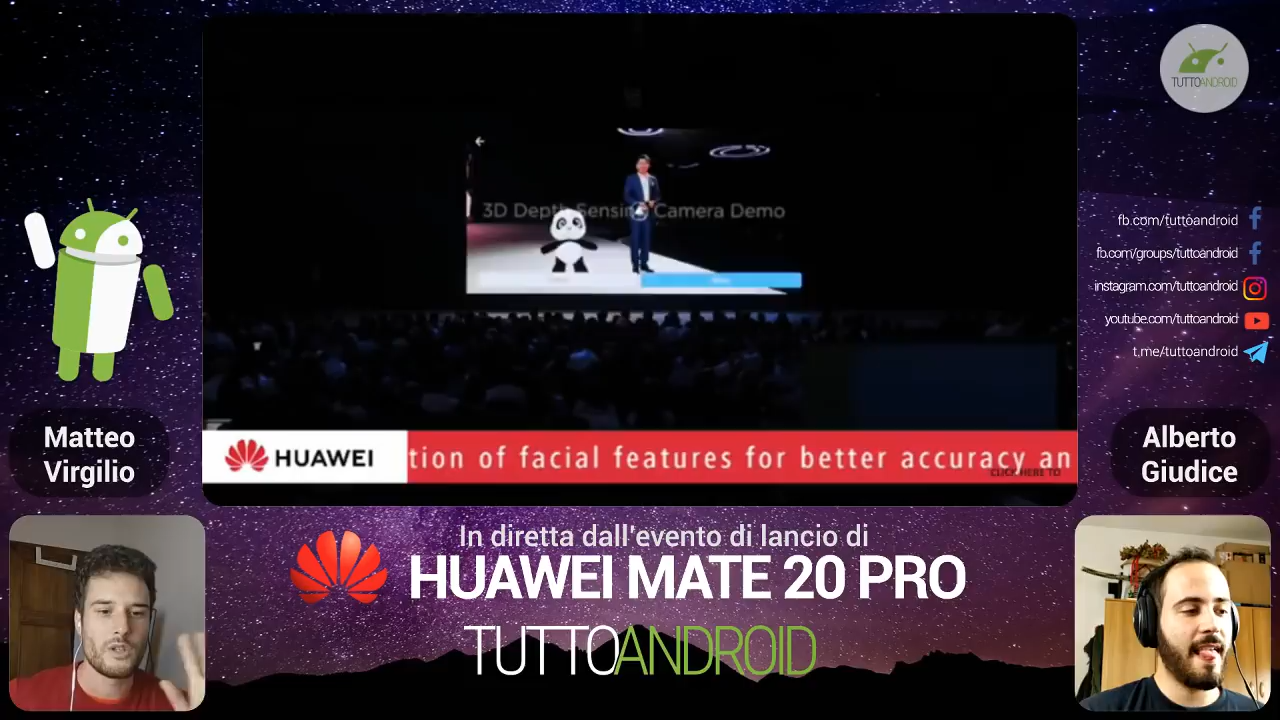 TUTTOANDROID
3D Depth Sensing Camera Demo
fb.com/tuttoandroid
fb.com/groups/tuttoandroid
instagram.com/tuttoandroid
youtube.com/tuttoandroid
t.me/tuttoandroid
Matteo
Virgilio
Alberto
Giudice
HUAWEI
tion of facial features for better accuracy an
CLICK HERE TO
In diretta dall'evento di lancio di
HUAWEI MATE 20 PRO
TUTTOANDROID